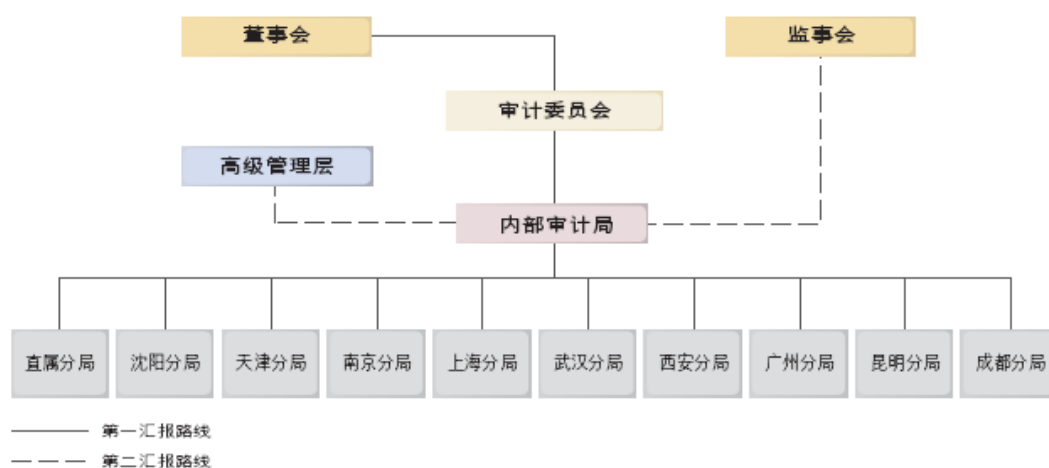 董事会
监事会
审计委员会
高级管理层
内部审计局
直属分局
沈阳分局
天津分局
南京分局
上海分局
武汉分局
西安分局
广州分局
昆明分局
成都分局
第一汇报路线
第二汇报路线